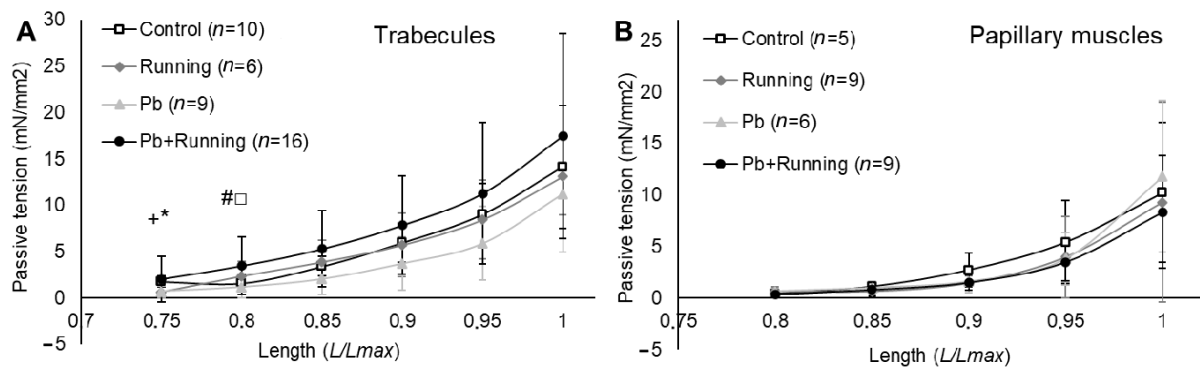 A
Trabecules
Control (n=10)
Running (n=6)
Pb (n=9)
Pb+Running (n=16)
+*
#□
Passive tension (mN/mm2)
30
25
20
15
10
5
0
−5
0,7
0.75
0.8
0.85
0.9
0.95
1
Length (L/Lmax)
B
Papillary muscles
Control (n=5)
Running (n=9)
Pb (n=6)
Pb+Running (n=9)
Passive tension (mN/mm2)
25
20
15
10
5
0
−5
0.75
0.8
0.85
0.9
0.95
1
Length (L/Lmax)